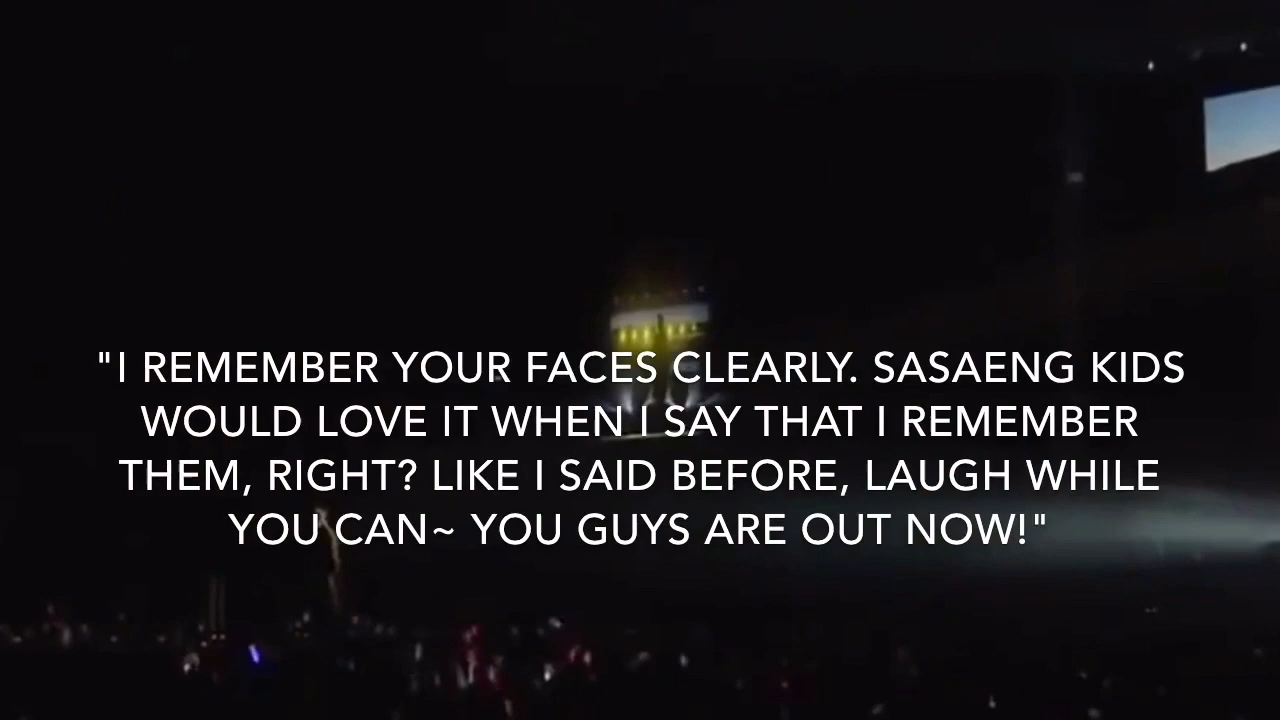 "I REMEMBER YOUR FACES CLEARLY. SASAENG KIDS
WOULD LOVE IT WHEN I SAY THAT I REMEMBER
THEM, RIGHT? LIKE I SAID BEFORE, LAUGH WHILE
YOU CAN~ YOU GUYS ARE OUT NOW!"